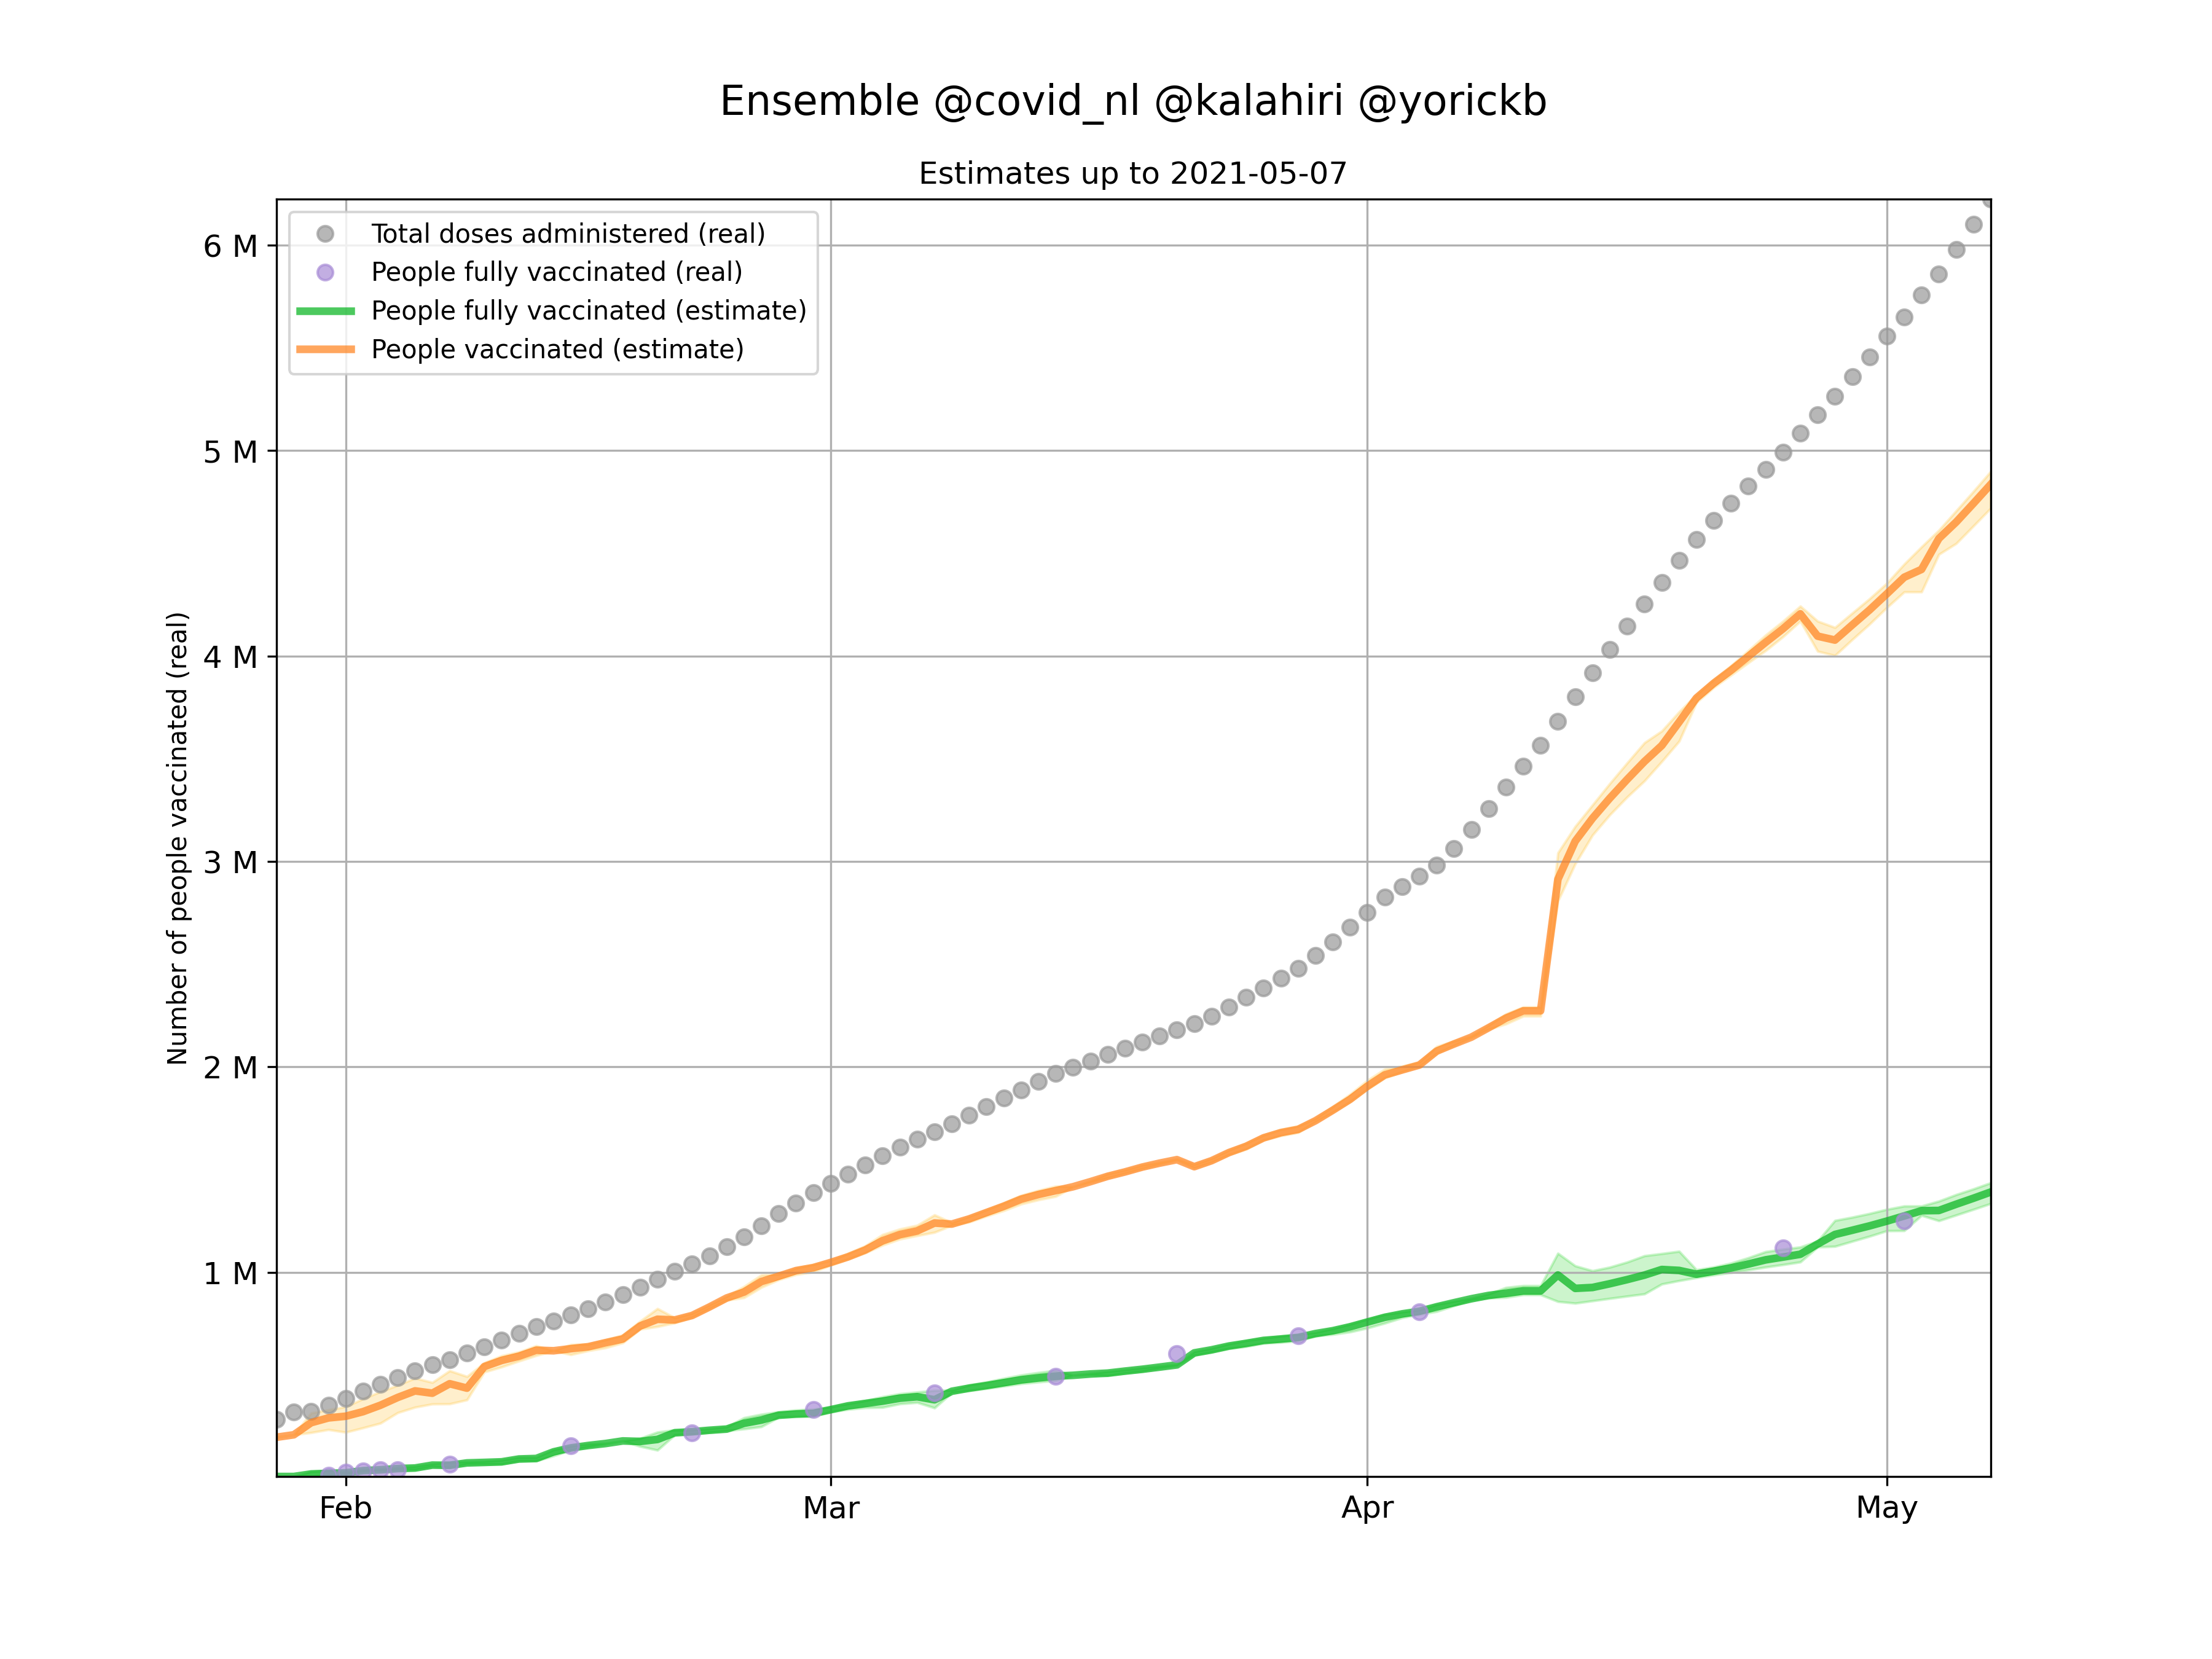 Ensemble @covid_nl @kalahiri @yorickb
Estimates up to 2021-05-07
Total doses administered (real)
People fully vaccinated (real)
People fully vaccinated (estimate)
People vaccinated (estimate)
Number of people vaccinated (real)
6 M
5 M
4 M
3 M
2 M
1 M
Feb
Mar
Apr
May